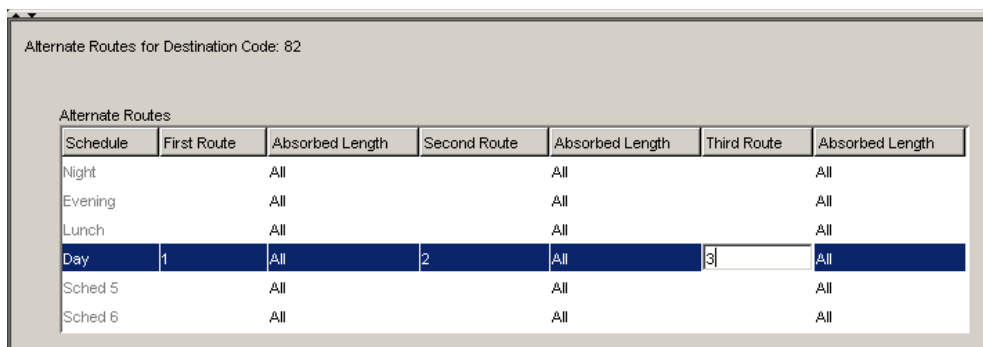 Alternate Routes for Destination Code: 82
Alternate Routes
Schedule First Route Absorbed Length Second Route Absorbed Length Third Route Absorbed Length
Night All All All
Evening All All All
Lunch All All All
Day 1 All 2 All 3 All
Sched 5 All All All
Sched 6 All All All